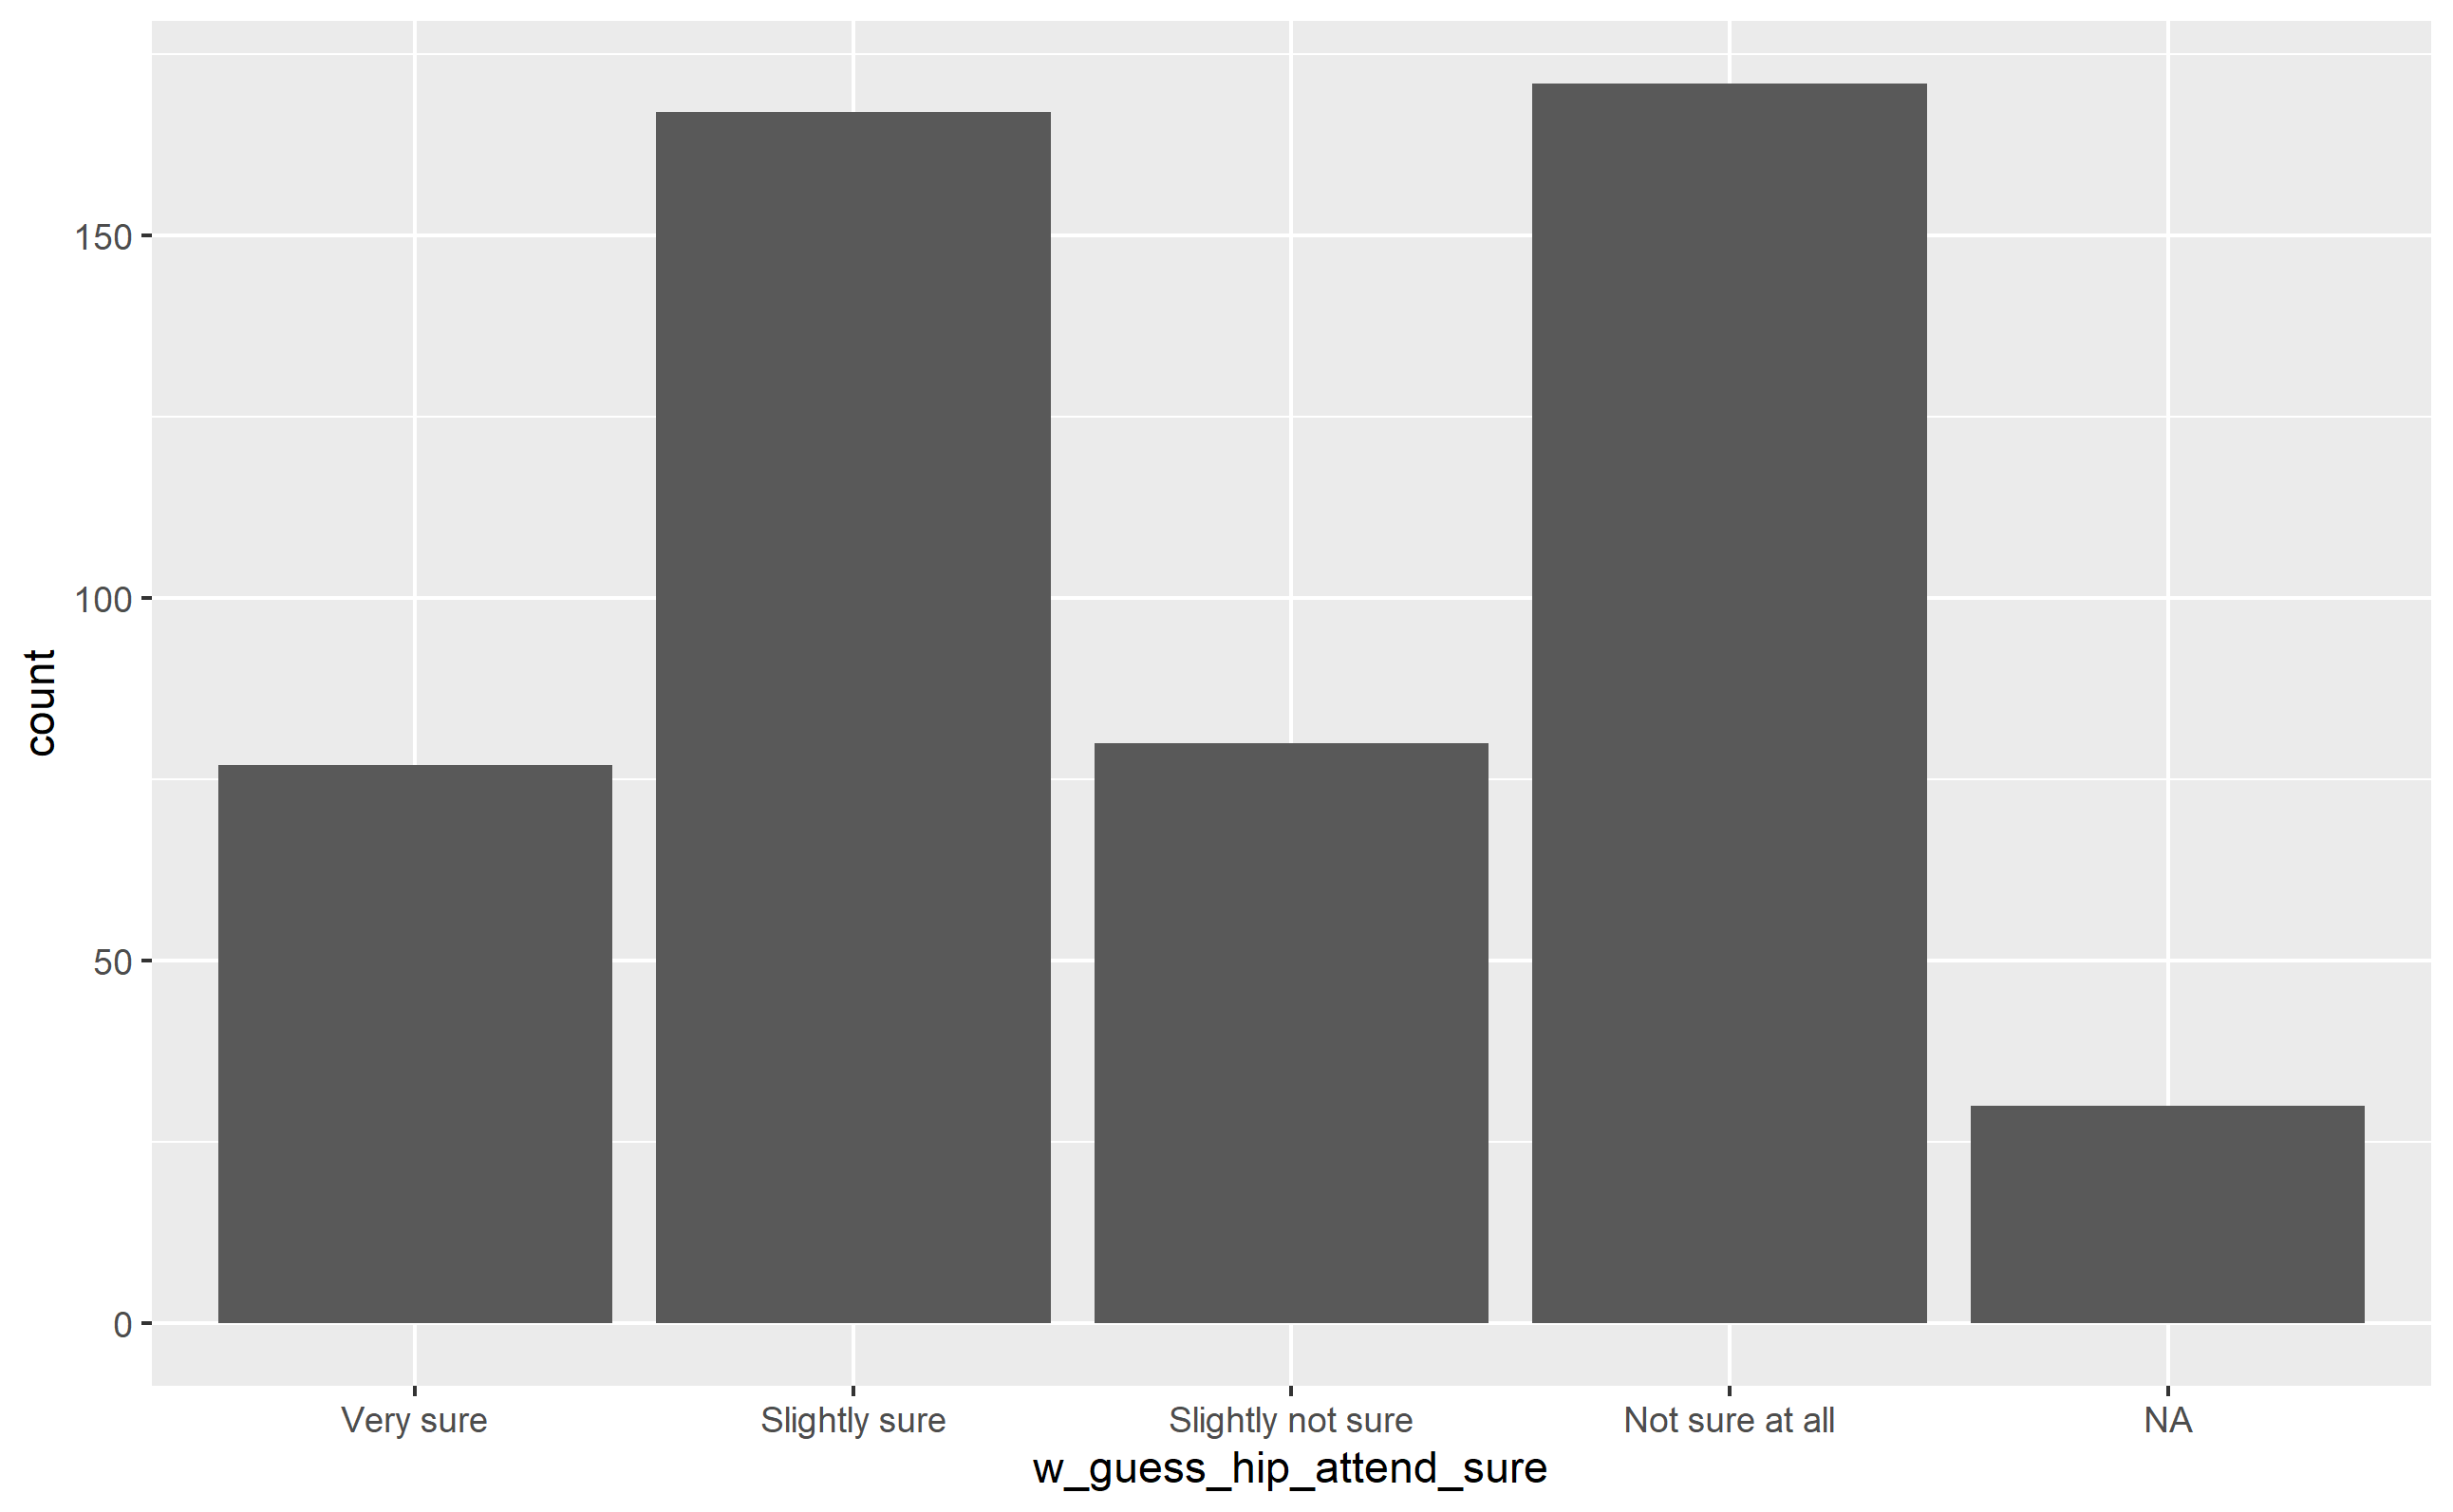 150
100
50
0
count
Very sure
Slightly sure
Slightly not sure
Not sure at all
NA
w_guess_hip_attend_sure